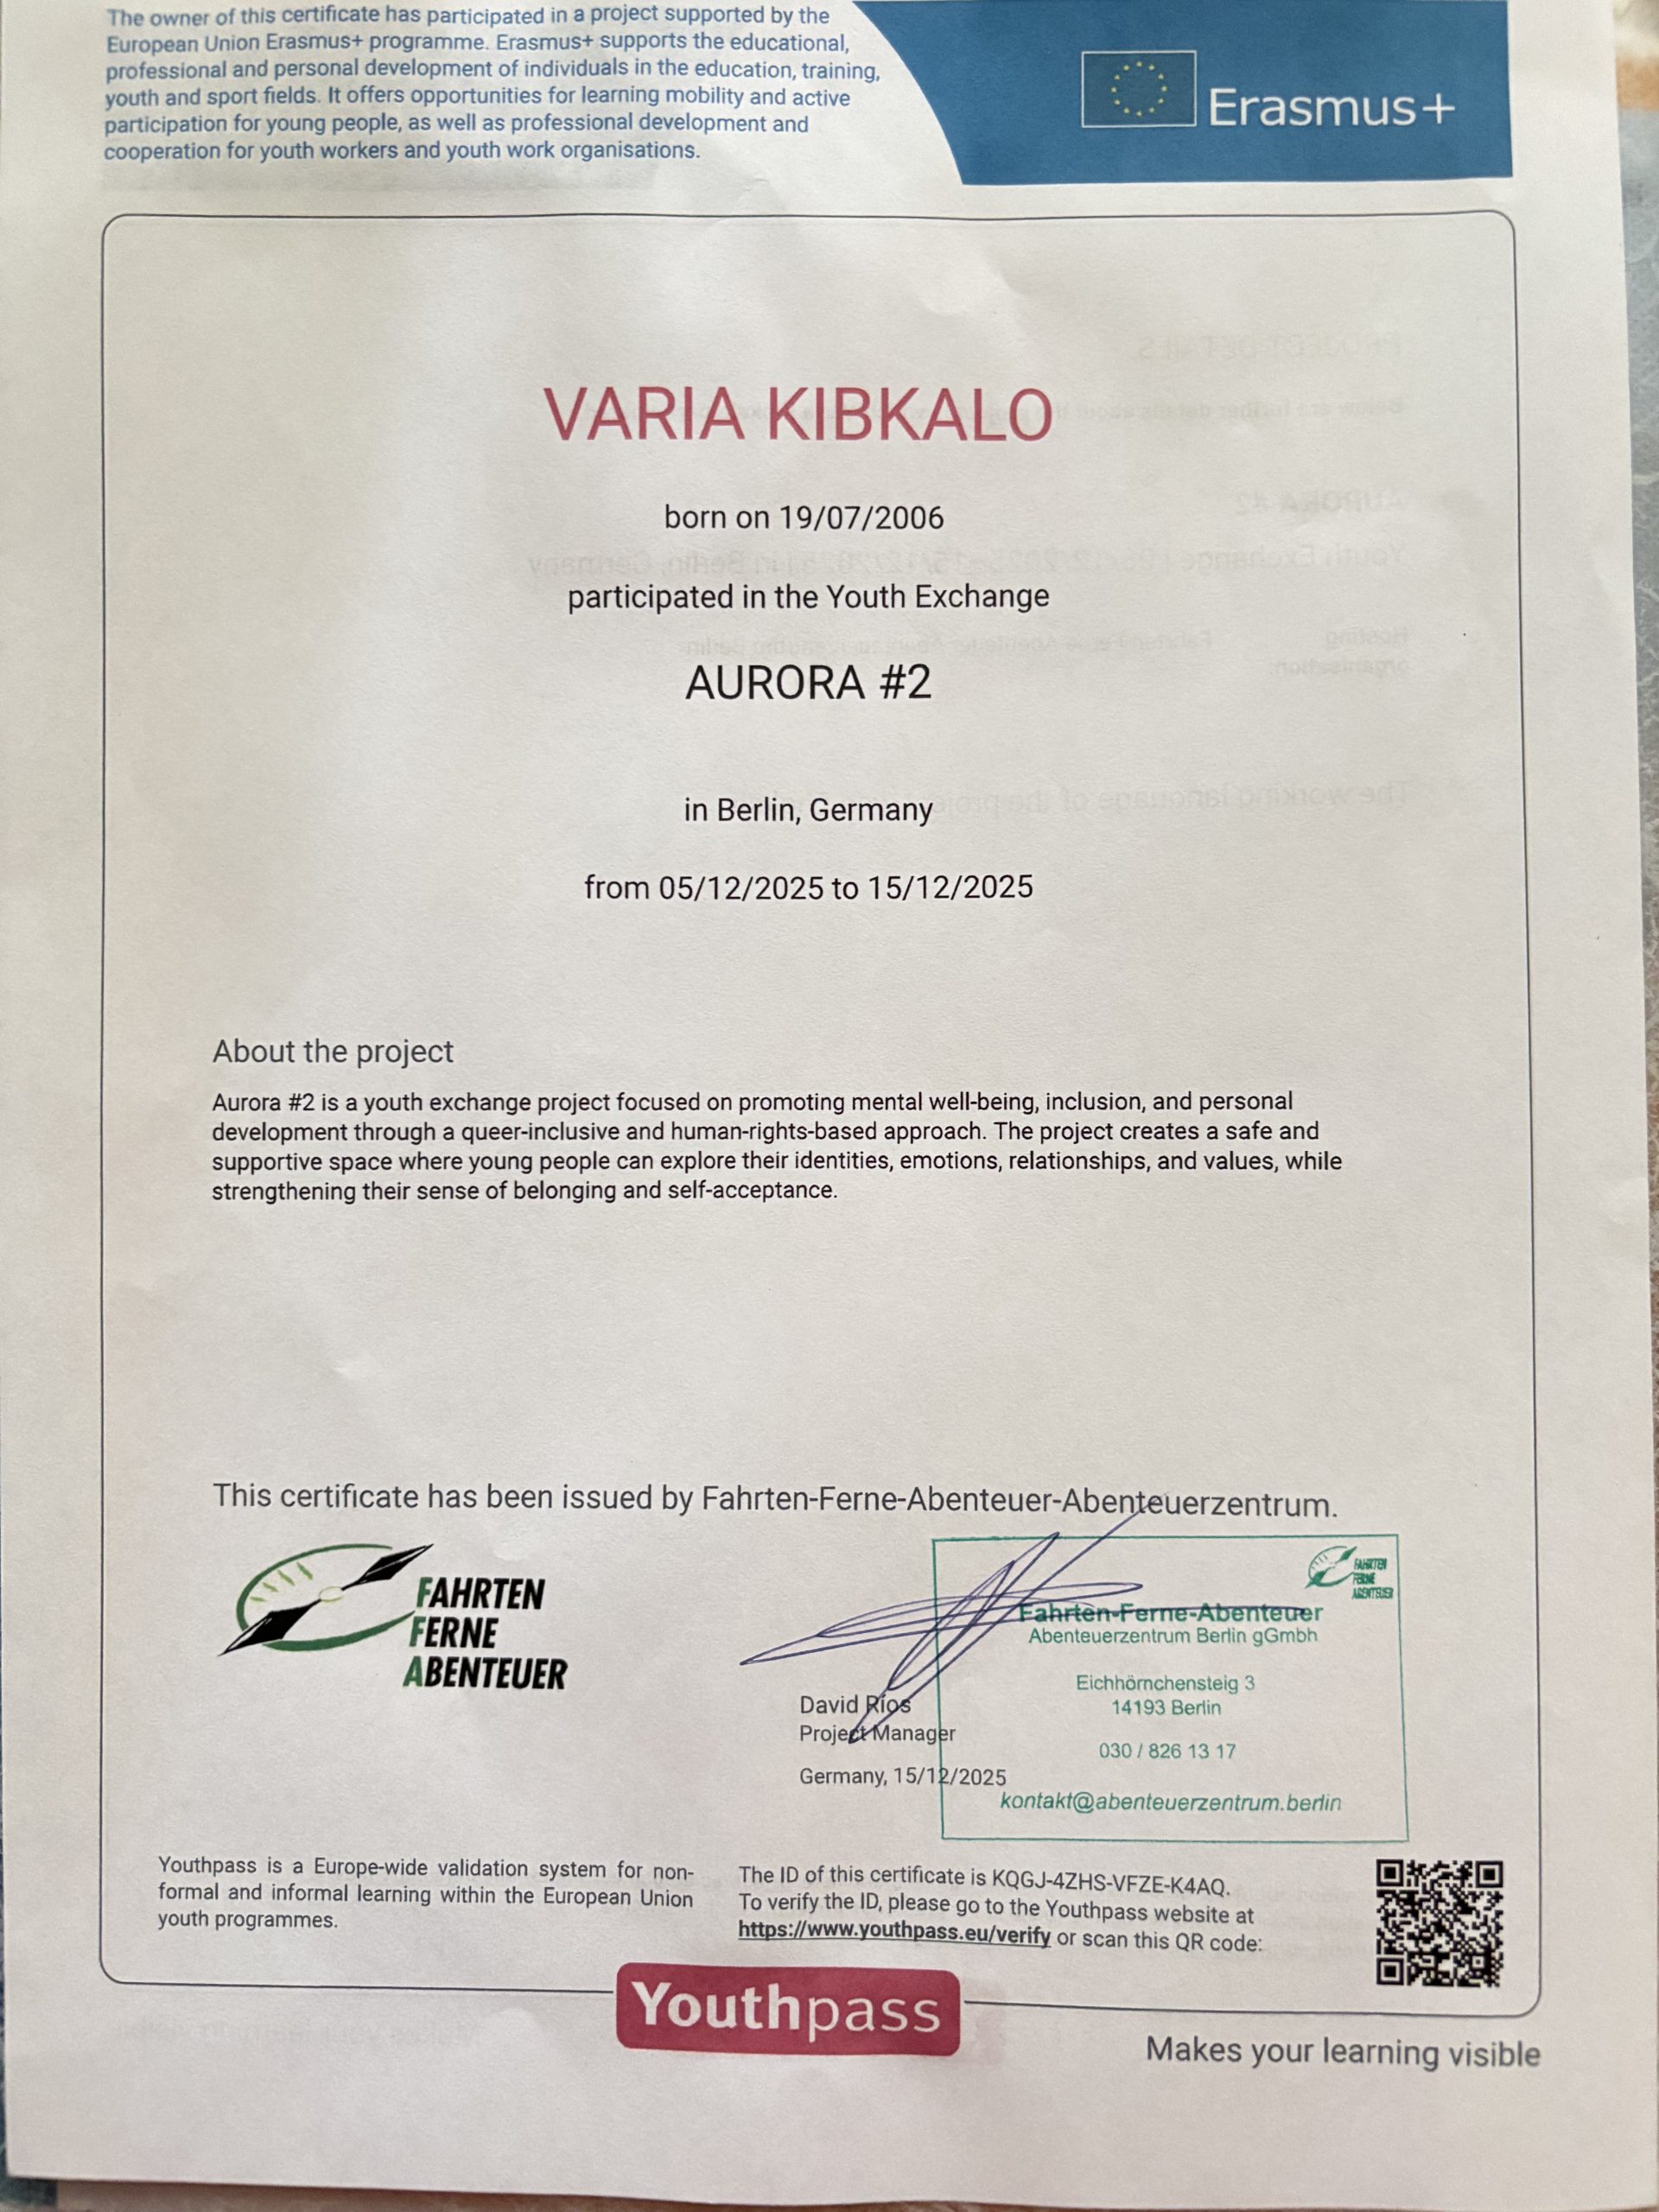 The owner of this certificate has participated in a project supported by the
European Union Erasmus+ programme. Erasmus+ supports the educational,
professional and personal development of individuals in the education, training,
youth and sport fields. It offers opportunities for learning mobility and active
participation for young people, as well as professional development and
cooperation for youth workers and youth work organisations.
Erasmus+
VARIA KIBKALO
born on 19/07/2006
participated in the Youth Exchange
AURORA #2
in Berlin, Germany
from 05/12/2025 to 15/12/2025
About the project
Aurora #2 is a youth exchange project focused on promoting mental well-being, inclusion, and personal
development through a queer-inclusive and human-rights-based approach. The project creates a safe and
supportive space where young people can explore their identities, emotions, relationships, and values, while
strengthening their sense of belonging and self-acceptance.
This certificate has been issued by Fahrten-Ferne-Abenteuer-Abenteuerzentrum.
FAHRTEN
FERNE
ABENTEUER
David Ríos
Project Manager
Germany, 15/12/2025
FAHRTEN
FERNE
ABENTEUER
Fahrten-Ferne-Abenteuer
Abenteuerzentrum Berlin gGmbh
Eichhörnchensteig 3
14193 Berlin
030 / 826 13 17
kontakt@abenteuerzentrum.berlin
Youthpass is a Europe-wide validation system for non-
formal and informal learning within the European Union
youth programmes.
The ID of this certificate is KQGJ-4ZHS-VFZE-K4AQ.
To verify the ID, please go to the Youthpass website at
https://www.youthpass.eu/verify or scan this QR code:
Youthpass
Makes your learning visible